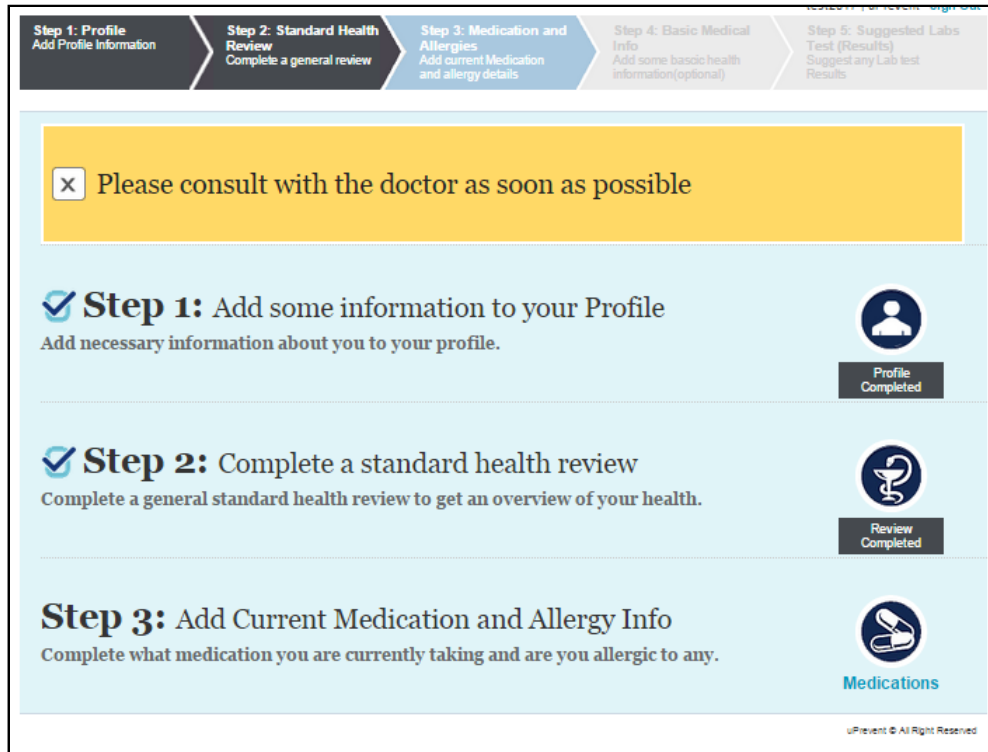 Sign Out
Step 1: Profile
Add Profile Information
Step 2: Standard Health
Review
Complete a general review
Step 3: Medication and
Allergies
Add current Medication
and allergy details
Step 4: Basic Medical
Info
Add some bascic health
information(optional)
Step 5: Suggested Labs
Test (Results)
Suggest any Lab test
Results
x Please consult with the doctor as soon as possible
Step 1: Add some information to your Profile
Add necessary information about you to your profile.
Profile
Completed
Step 2: Complete a standard health review
Complete a general standard health review to get an overview of your health.
Review
Completed
Step 3: Add Current Medication and Allergy Info
Complete what medication you are currently taking and are you allergic to any.
Medications
uPrevent © All Right Reserved